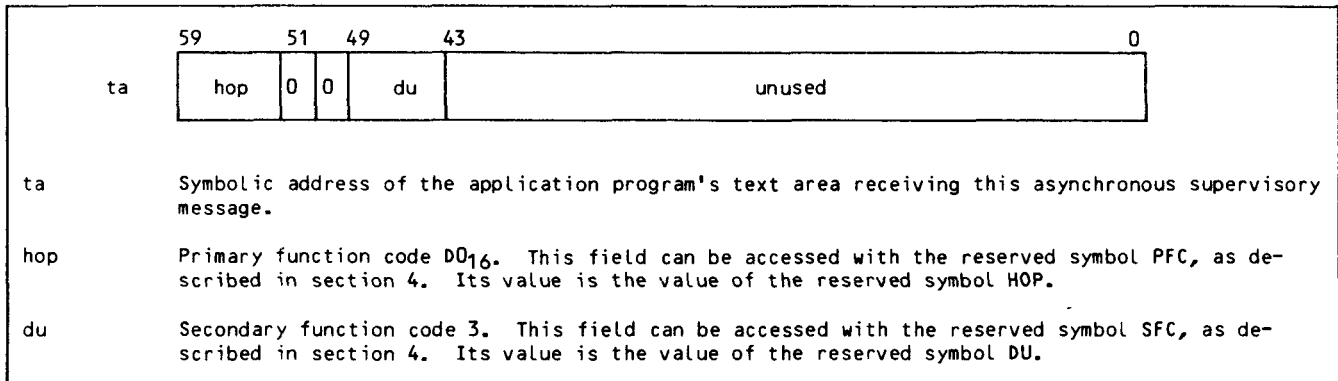 59 51 49 43 0
ta hop 0 0 du unused
ta Symbolic address of the application program's text area receiving this asynchronous supervisory
message.
hop Primary function code D0₁₆. This field can be accessed with the reserved symbol PFC, as de-
scribed in section 4. Its value is the value of the reserved symbol HOP.
du Secondary function code 3. This field can be accessed with the reserved symbol SFC, as de-
scribed in section 4. Its value is the value of the reserved symbol DU.